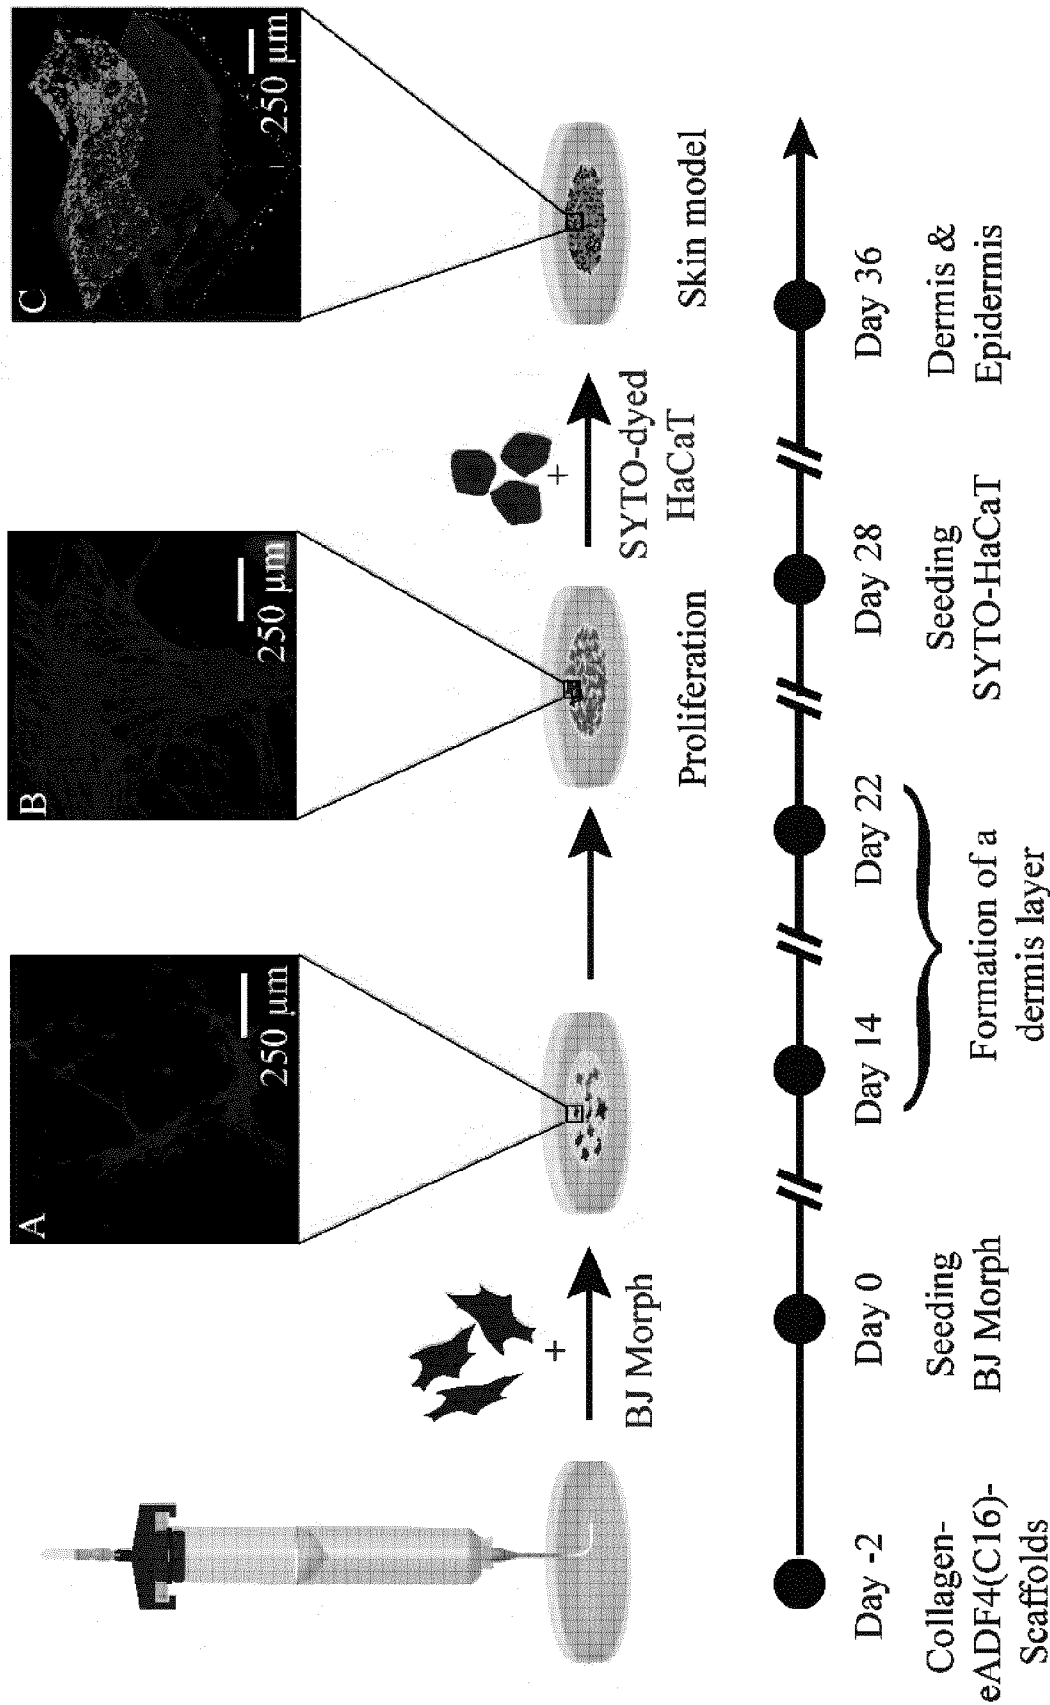 A
250 μm
B
250 μm
C
250 μm
+
BJ Morph
Proliferation
+
SYTO-dyed
HaCaT
Skin model
Day -2
Day 0
Day 14
Day 22
Day 28
Day 36
Collagen-
eADF4(C16)-
Scaffolds
Seeding
BJ Morph
Formation of a
dermis layer
Seeding
SYTO-HaCaT
Dermis &
Epidermis